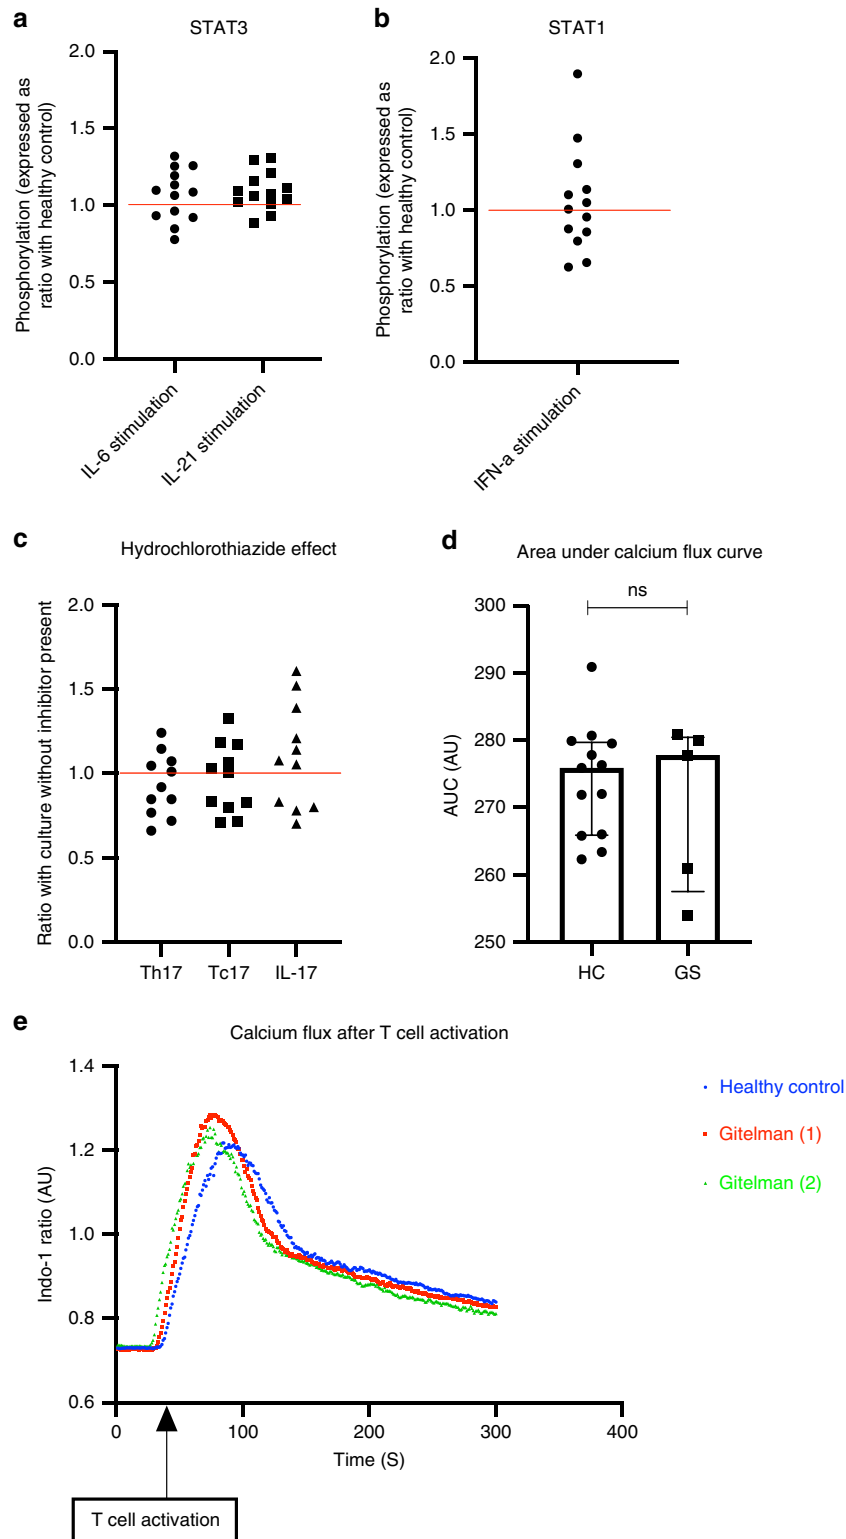 a
STAT3
Phosphorylation (expressed as
ratio with healthy control)
2.0
1.5
1.0
0.5
0.0
IL-6 stimulation
IL-21 stimulation
b
STAT1
Phosphorylation (expressed as
ratio with healthy control)
2.0
1.5
1.0
0.5
0.0
IFN-a stimulation
c
Hydrochlorothiazide effect
Ratio with culture without inhibitor present
2.0
1.5
1.0
0.5
0.0
Th17 Tc17 IL-17
d
Area under calcium flux curve
ns
AUC (AU)
300
290
280
270
260
250
HC GS
e
Calcium flux after T cell activation
Indo-1 ratio (AU)
1.4
1.2
1.0
0.8
0.6
0 100 200 300 400
Time (S)
T cell activation
Healthy control
Gitelman (1)
Gitelman (2)